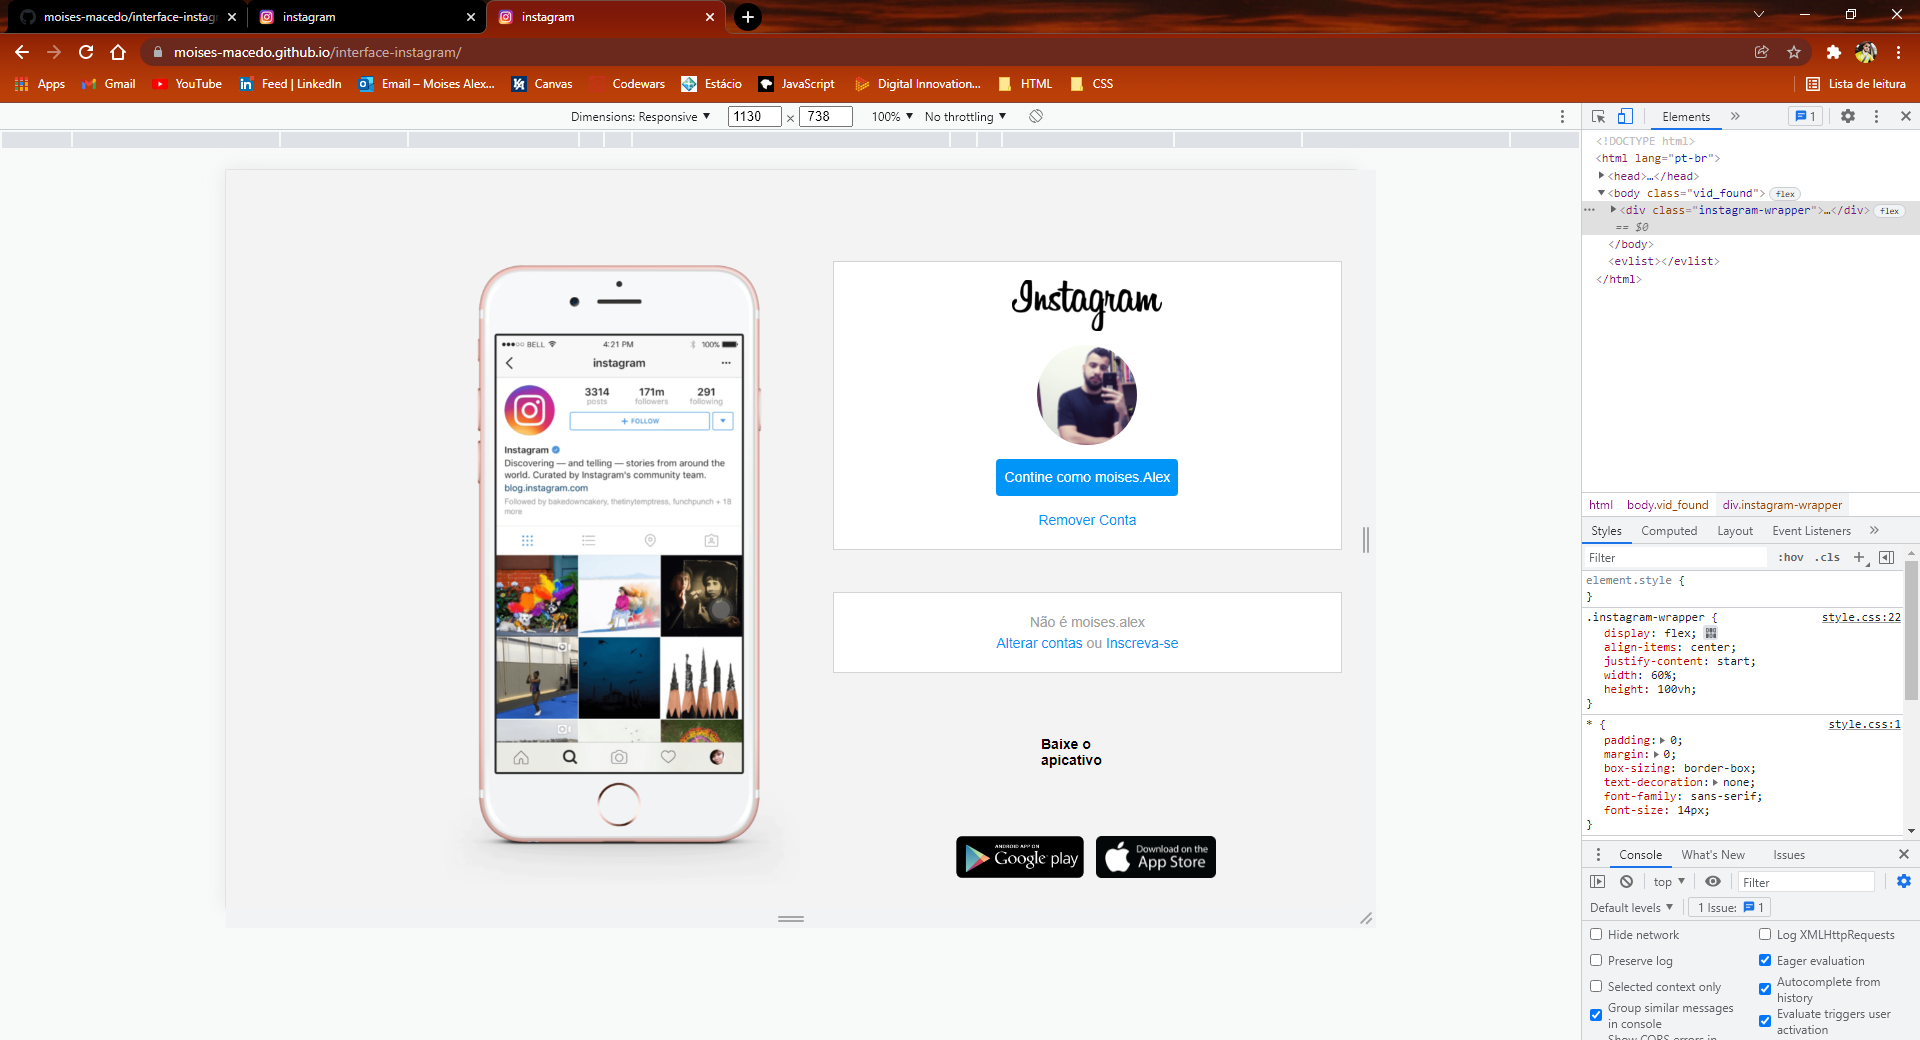 moises-macedo/interface-instagr
instagram
instagram
moises-macedo.github.io/interface-instagram/
Apps
Gmail
YouTube
Feed | LinkedIn
Email – Moises Alex...
Canvas
Codewars
Estácio
JavaScript
Digital Innovation...
HTML
CSS
Lista de leitura
Dimensions: Responsive
1130 × 738
100%
No throttling
Instagram
Contine como moises.Alex
Remover Conta
Não é moises.alex
Alterar contas ou Inscreva-se
Baixe o
apicativo
ANDROID APP ON
Google play
Download on the
App Store
BELL
4:21 PM
100%
instagram
3314 171m 291
posts followers following
+ FOLLOW
Instagram
Discovering — and telling — stories from around the
world. Curated by Instagram's community team.
blog.instagram.com
Followed by bakedowncakery, thetinytemptress, funchpunch + 18
more
Elements
1
<!DOCTYPE html>
<html lang="pt-br">
<head>…</head>
<body class="vid_found"> flex
<div class="instagram-wrapper">…</div> flex
== $0
</body>
<evlist></evlist>
</html>
html body.vid_found div.instagram-wrapper
Styles Computed Layout Event Listeners
Filter :hov .cls
element.style {
}
.instagram-wrapper { style.css:22
display: flex;
align-items: center;
justify-content: start;
width: 60%;
height: 100vh;
}
* { style.css:1
padding: 0;
margin: 0;
box-sizing: border-box;
text-decoration: none;
font-family: sans-serif;
font-size: 14px;
}
Console What's New Issues
top Filter
Default levels 1 Issue: 1
Hide network
Log XMLHttpRequests
Preserve log
Eager evaluation
Selected context only
Autocomplete from
history
Group similar messages
in console
Evaluate triggers user
activation
Show CORS errors in